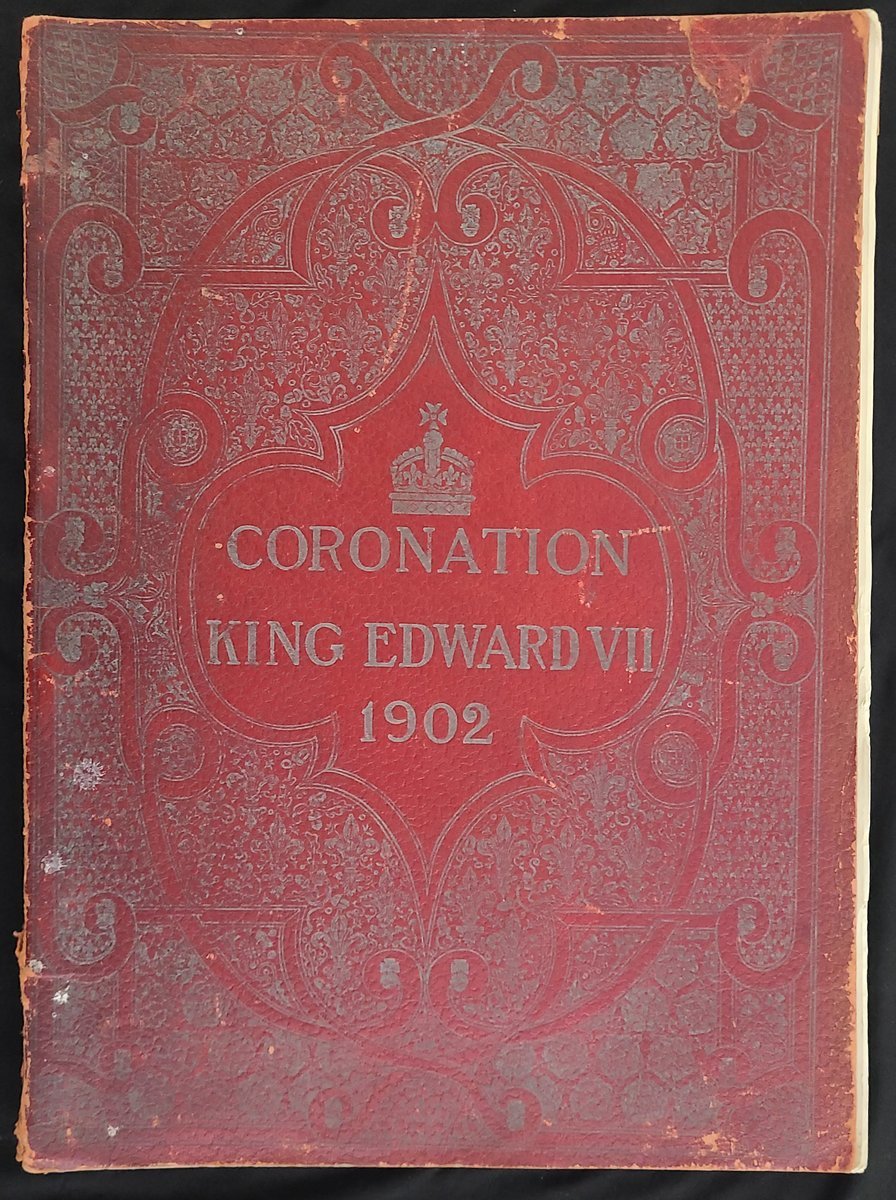 CORONATION
KING EDWARD VII
1902